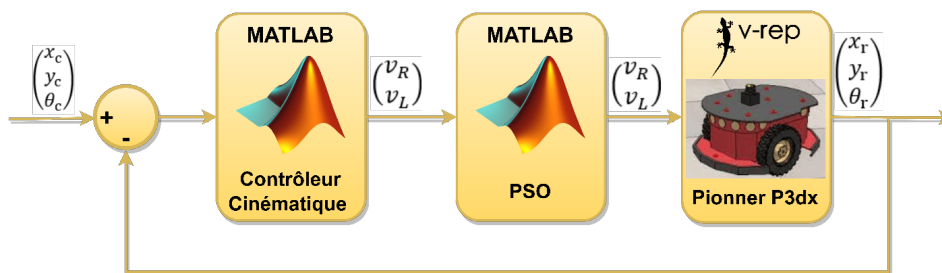 MATLAB
MATLAB
v-rep
x_c
y_c
θ_c
v_R
v_L
v_R
v_L
x_r
y_r
θ_r
+
-
Contrôleur
Cinématique
PSO
Pionner P3dx